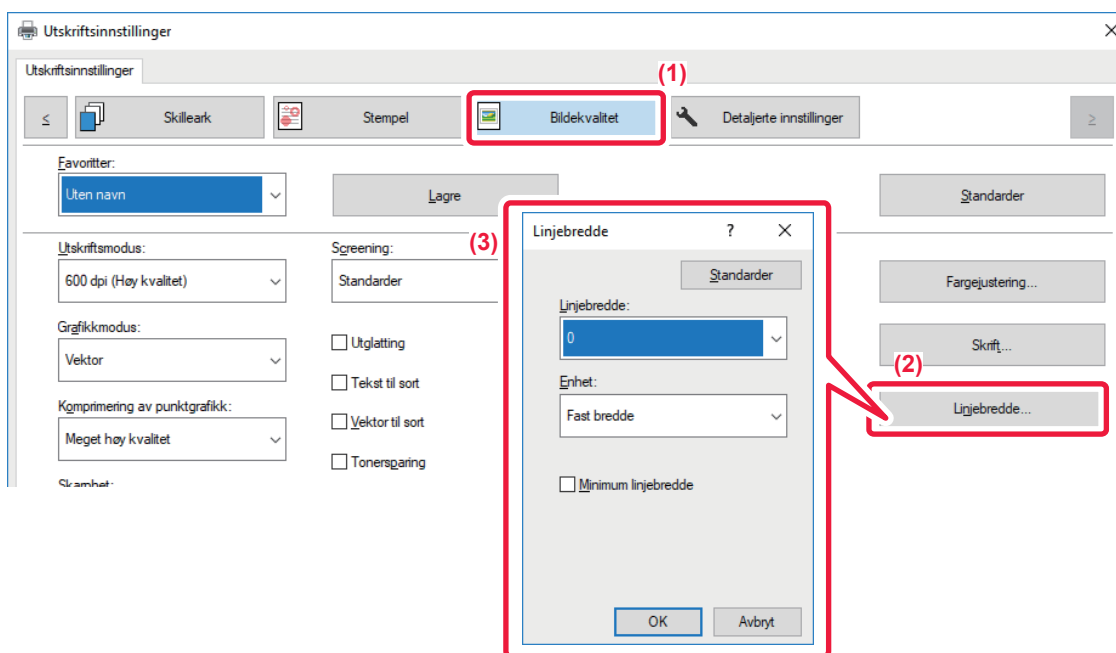 Utskriftsinnstillinger
Utskriftsinnstillinger
(1)
≤
Skilleark
Stempel
Bildekvalitet
Detaljerte innstillinger
≥
Favoritter:
Uten navn
Lagre
Standarder
Utskriftsmodus:
600 dpi (Høy kvalitet)
Grafikkmodus:
Vektor
Komprimering av punktgrafikk:
Meget høy kvalitet
Skarphet:
Screening:
Standarder
Utglatting
Tekst til sort
Vektor til sort
Tonersparing
(3)
Linjebredde
?
Standarder
Linjebredde:
0
Enhet:
Fast bredde
Minimum linjebredde
OK
Avbryt
Fargejustering...
Skrift...
(2)
Linjebredde...